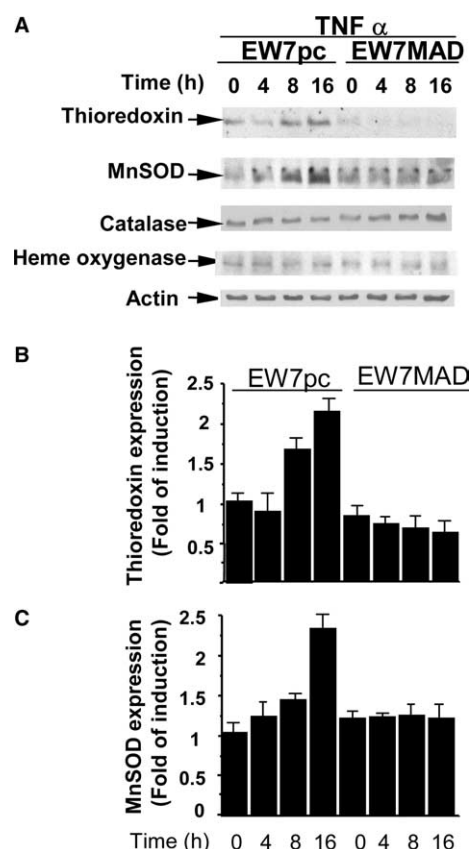 A
TNF α
EW7pc EW7MAD
Time (h) 0 4 8 16 0 4 8 16
Thioredoxin
MnSOD
Catalase
Heme oxygenase
Actin
B
EW7pc EW7MAD
Thioredoxin expression
(Fold of induction)
2.5
2
1.5
1
0.5
C
MnSOD expression
(Fold of induction)
2.5
2
1.5
1
0.5
0
Time (h) 0 4 8 16 0 4 8 16